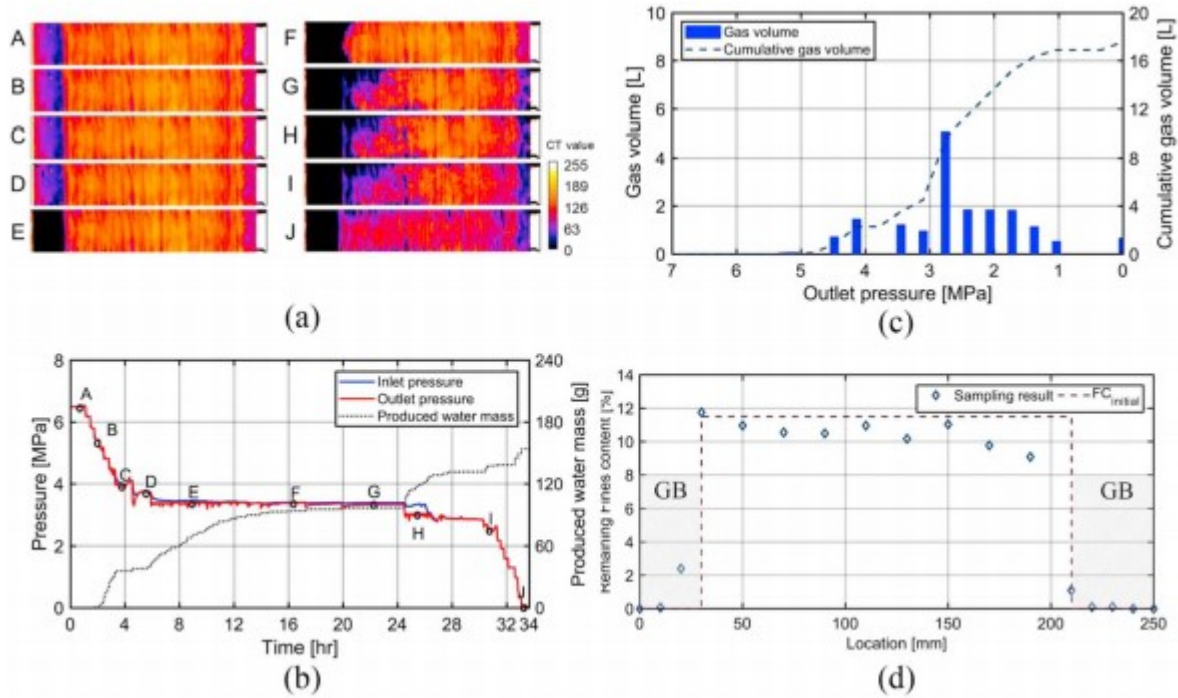 A
B
C
D
E
F
G
H
I
J
CT value
255
189
126
63
0
(a)
10
8
6
4
2
0
Gas volume [L]
Gas volume
Cumulative gas volume
20
16
12
8
4
0
Cumulative gas volume [L]
7 6 5 4 3 2 1 0
Outlet pressure [MPa]
(c)
8
6
4
2
0
Pressure [MPa]
A
B
C
D
E
F
G
H
I
J
Inlet pressure
Outlet pressure
Produced water mass
240
180
120
60
0
Produced water mass [g]
0 4 8 12 16 20 24 28 32 34
Time [hr]
(b)
14
12
10
8
6
4
2
0
Remaining Fines content [%]
Sampling result
FCinitial
GB
GB
0 50 100 150 200 250
Location [mm]
(d)